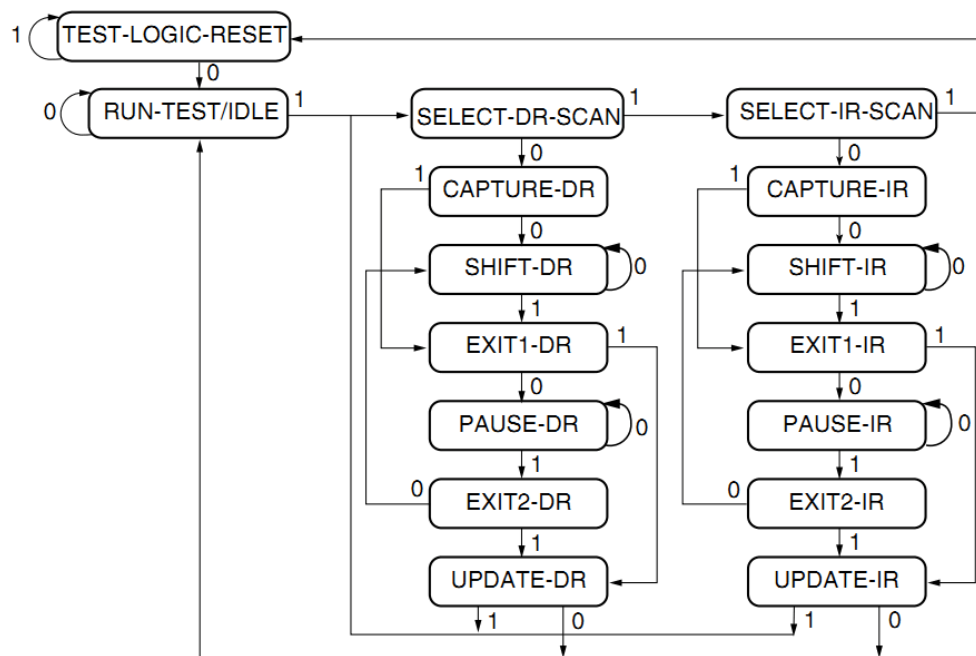 1 TEST-LOGIC-RESET
0
0 RUN-TEST/IDLE 1 SELECT-DR-SCAN 1 SELECT-IR-SCAN 1
0 0
1 CAPTURE-DR 1 CAPTURE-IR
0 0
SHIFT-DR 0 SHIFT-IR 0
1 1
EXIT1-DR 1 EXIT1-IR 1
0 0
PAUSE-DR 0 PAUSE-IR 0
1 1
0 EXIT2-DR 0 EXIT2-IR
1 1
UPDATE-DR UPDATE-IR
1 0 1 0